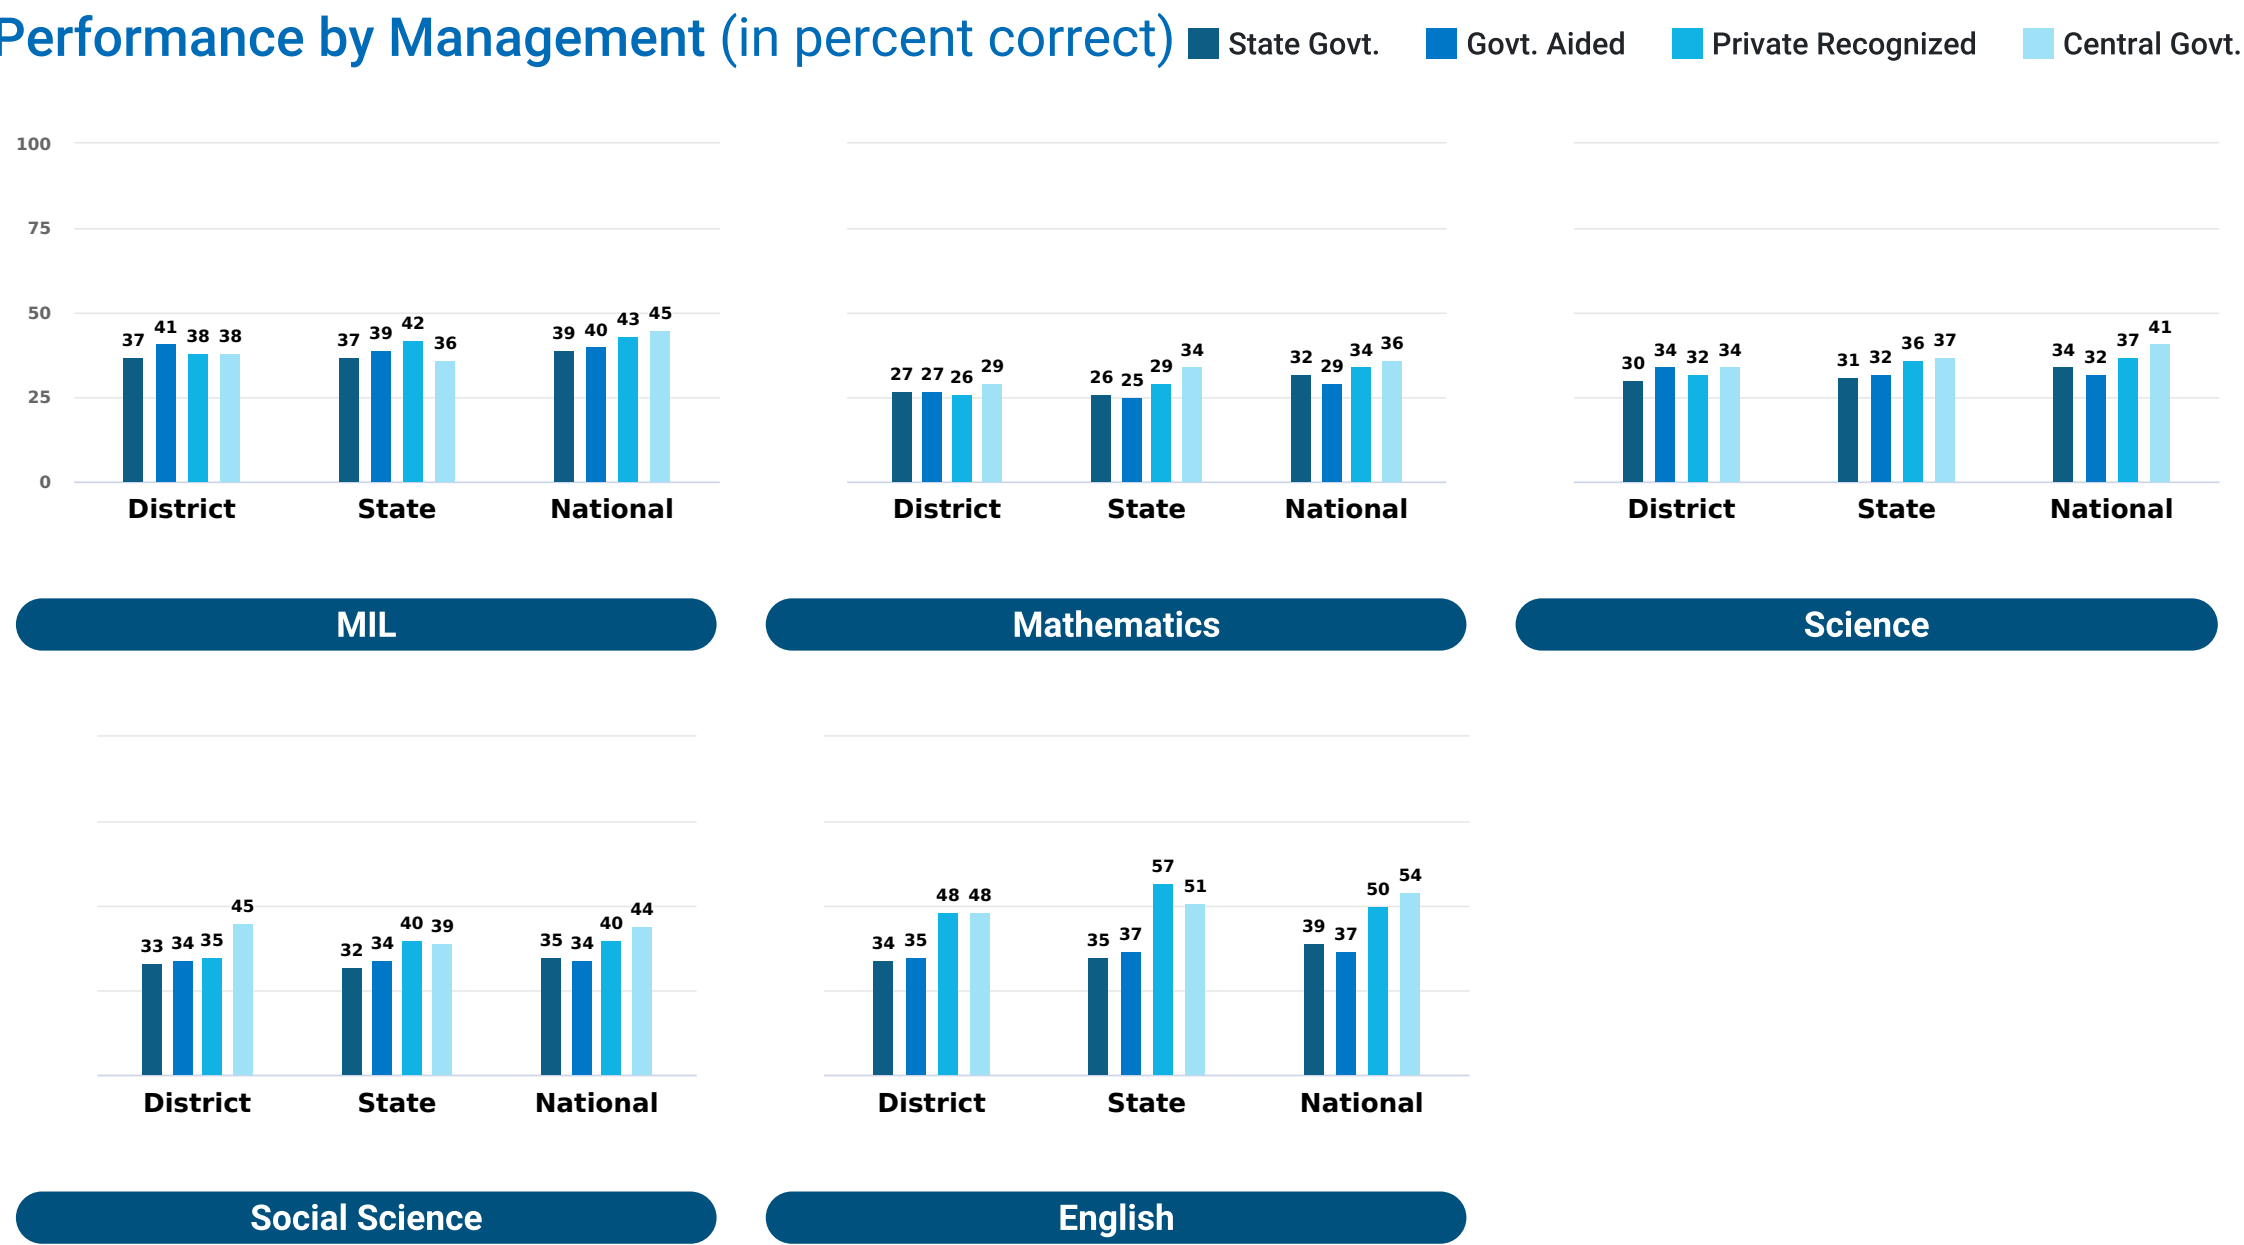 Performance by Management (in percent correct) State Govt. Govt. Aided Private Recognized Central Govt.
100
75
50
25
0
37 41 38 38 37 39 42 36 39 40 43 45
District State National
27 27 26 29 26 25 29 34 32 29 34 36
District State National
30 34 32 34 31 32 36 37 34 32 37 41
District State National
MIL Mathematics Science
33 34 35 45 32 34 40 39 35 34 40 44
District State National
34 35 48 48 35 37 57 51 39 37 50 54
District State National
Social Science English